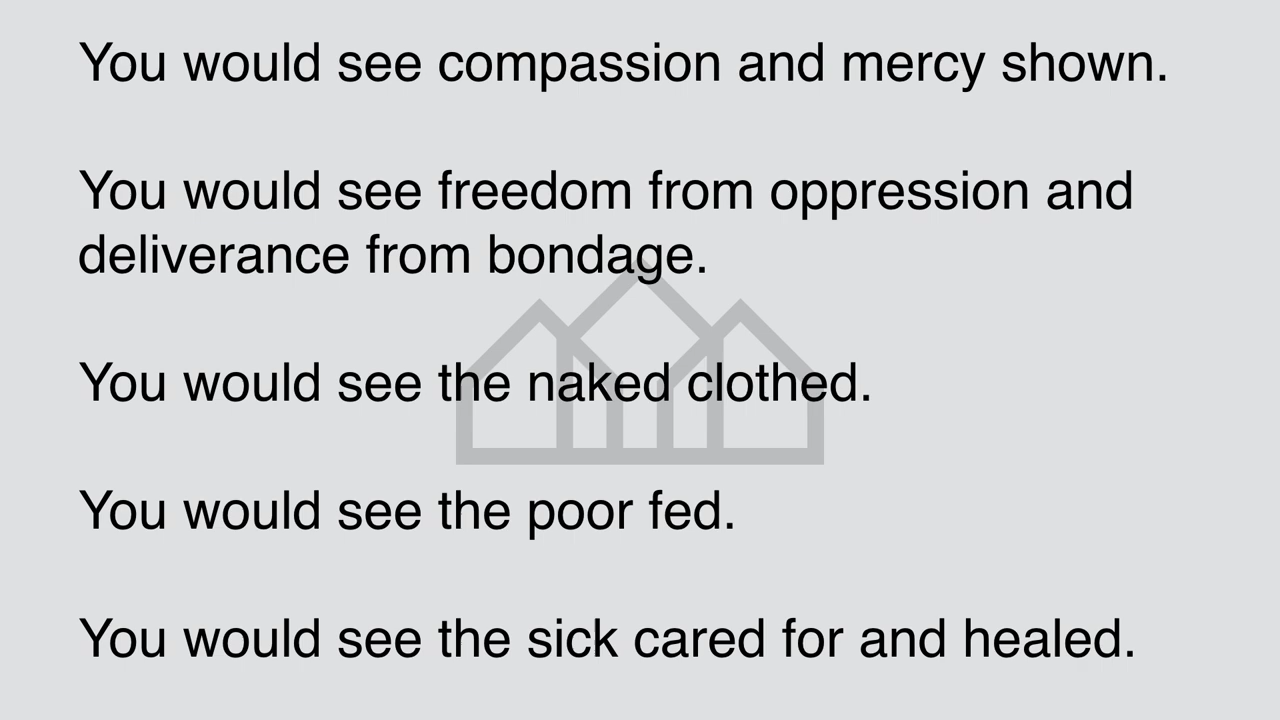 You would see compassion and mercy shown.
You would see freedom from oppression and
deliverance from bondage.
You would see the naked clothed.
You would see the poor fed.
You would see the sick cared for and healed.